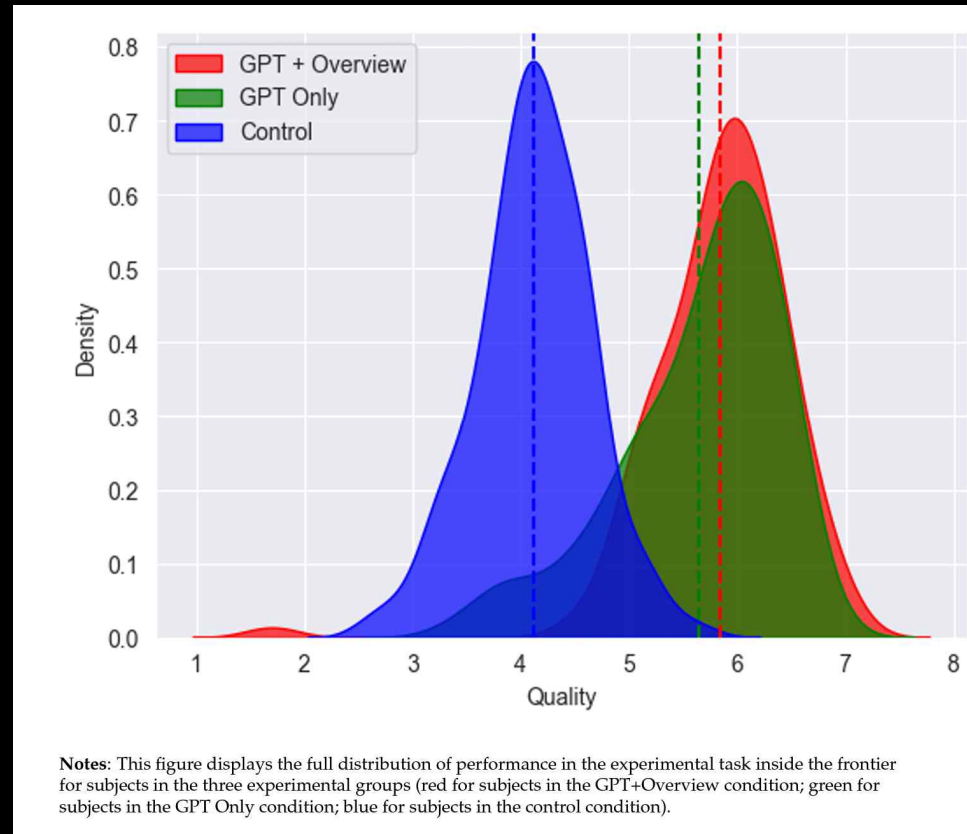 0.8
GPT + Overview
GPT Only
0.7
Control
0.6
0.5
0.4
0.3
0.2
0.1
0.0
Density
1 2 3 4 5 6 7 8
Quality
Notes: This figure displays the full distribution of performance in the experimental task inside the frontier
for subjects in the three experimental groups (red for subjects in the GPT+Overview condition; green for
subjects in the GPT Only condition; blue for subjects in the control condition).